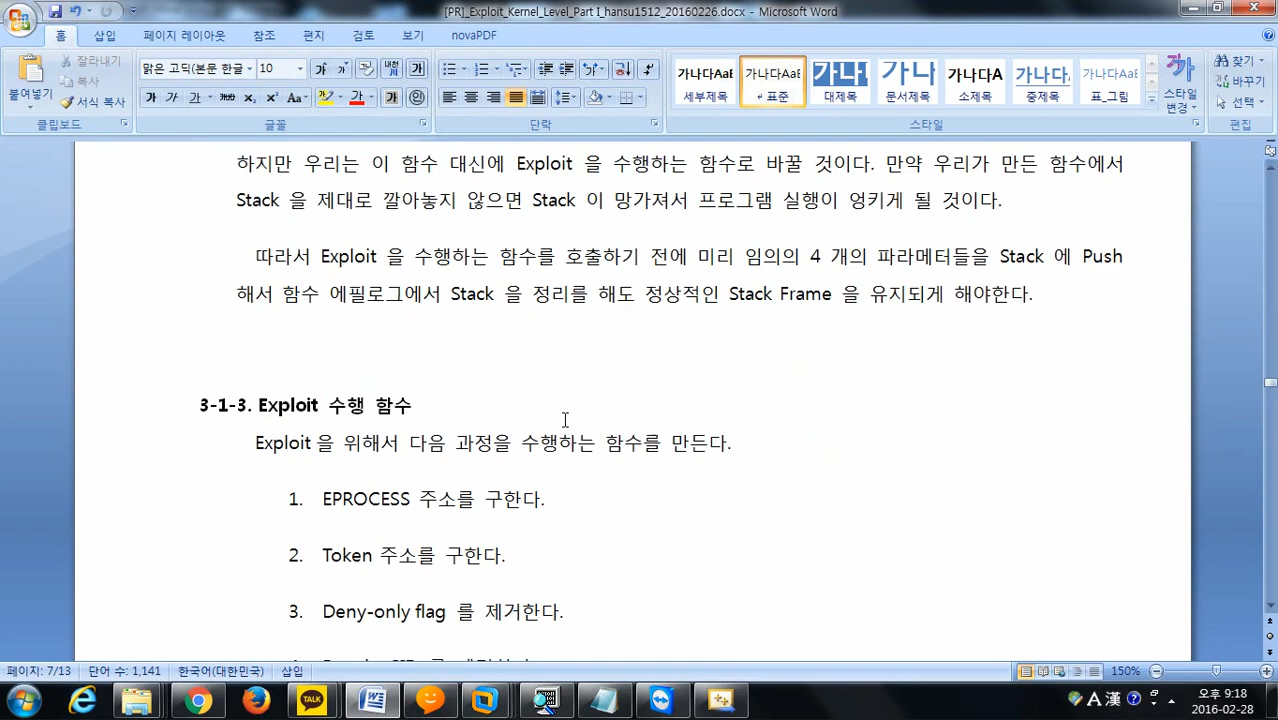 [PR]_Exploit_Kernel_Level_Part I_hansu1512_20160226.docx - Microsoft Word
홈 삽입 페이지 레이아웃 참조 편지 검토 보기 novaPDF
붙여넣기
잘라내기
복사
서식 복사
클립보드
맑은 고딕(본문 한글 10
글꼴
단락
가나다AaE 가나다AaE 가나 가나다 가나다A 가나다AaE 가나다AaE
세부제목 표준 대제목 문서제목 소제목 중제목 표_그림
스타일 변경
스타일
찾기
바꾸기
선택
편집
하지만 우리는 이 함수 대신에 Exploit 을 수행하는 함수로 바꿀 것이다. 만약 우리가 만든 함수에서
Stack 을 제대로 깔아놓지 않으면 Stack 이 망가져서 프로그램 실행이 엉키게 될 것이다.
따라서 Exploit 을 수행하는 함수를 호출하기 전에 미리 임의의 4 개의 파라메터들을 Stack 에 Push
해서 함수 에필로그에서 Stack 을 정리를 해도 정상적인 Stack Frame 을 유지되게 해야한다.
3-1-3. Exploit 수행 함수
Exploit을 위해서 다음 과정을 수행하는 함수를 만든다.
1. EPROCESS 주소를 구한다.
2. Token 주소를 구한다.
3. Deny-only flag 를 제거한다.
페이지: 7/13 단어 수: 1,141 한국어(대한민국) 삽입 150%
TALK
A 漢
오후 9:18
2016-02-28